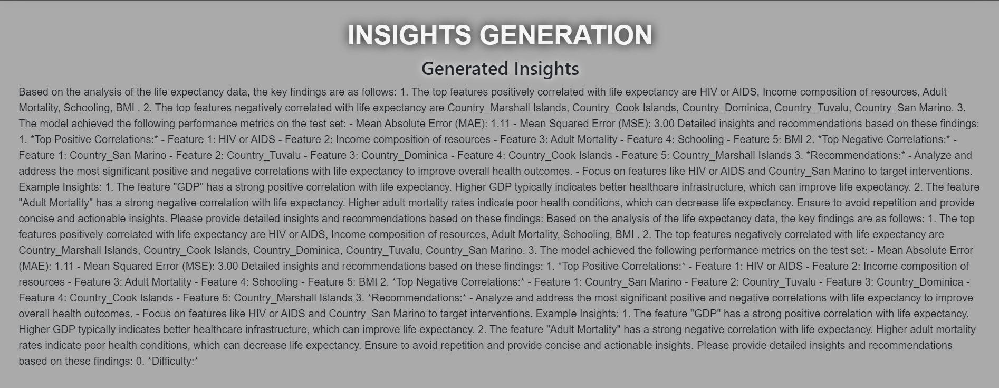 INSIGHTS GENERATION
Generated Insights
Based on the analysis of the life expectancy data, the key findings are as follows: 1. The top features positively correlated with life expectancy are HIV or AIDS, Income composition of resources, Adult
Mortality, Schooling, BMI . 2. The top features negatively correlated with life expectancy are Country_Marshall Islands, Country_Cook Islands, Country_Dominica, Country_Tuvalu, Country_San Marino. 3.
The model achieved the following performance metrics on the test set: - Mean Absolute Error (MAE): 1.11 - Mean Squared Error (MSE): 3.00 Detailed insights and recommendations based on these findings:
1. *Top Positive Correlations:* - Feature 1: HIV or AIDS - Feature 2: Income composition of resources - Feature 3: Adult Mortality - Feature 4: Schooling - Feature 5: BMI 2. *Top Negative Correlations:* -
Feature 1: Country_San Marino - Feature 2: Country_Tuvalu - Feature 3: Country_Dominica - Feature 4: Country_Cook Islands - Feature 5: Country_Marshall Islands 3. *Recommendations:* - Analyze and
address the most significant positive and negative correlations with life expectancy to improve overall health outcomes. - Focus on features like HIV or AIDS and Country_San Marino to target interventions.
Example Insights: 1. The feature "GDP" has a strong positive correlation with life expectancy. Higher GDP typically indicates better healthcare infrastructure, which can improve life expectancy. 2. The feature
"Adult Mortality" has a strong negative correlation with life expectancy. Higher adult mortality rates indicate poor health conditions, which can decrease life expectancy. Ensure to avoid repetition and provide
concise and actionable insights. Please provide detailed insights and recommendations based on these findings: Based on the analysis of the life expectancy data, the key findings are as follows: 1. The top
features positively correlated with life expectancy are HIV or AIDS, Income composition of resources, Adult Mortality, Schooling, BMI . 2. The top features negatively correlated with life expectancy are
Country_Marshall Islands, Country_Cook Islands, Country_Dominica, Country_Tuvalu, Country_San Marino. 3. The model achieved the following performance metrics on the test set: - Mean Absolute Error
(MAE): 1.11 - Mean Squared Error (MSE): 3.00 Detailed insights and recommendations based on these findings: 1. *Top Positive Correlations:* - Feature 1: HIV or AIDS - Feature 2: Income composition of
resources - Feature 3: Adult Mortality - Feature 4: Schooling - Feature 5: BMI 2. *Top Negative Correlations:* - Feature 1: Country_San Marino - Feature 2: Country_Tuvalu - Feature 3: Country_Dominica -
Feature 4: Country_Cook Islands - Feature 5: Country_Marshall Islands 3. *Recommendations:* - Analyze and address the most significant positive and negative correlations with life expectancy to improve
overall health outcomes. - Focus on features like HIV or AIDS and Country_San Marino to target interventions. Example Insights: 1. The feature "GDP" has a strong positive correlation with life expectancy.
Higher GDP typically indicates better healthcare infrastructure, which can improve life expectancy. 2. The feature "Adult Mortality" has a strong negative correlation with life expectancy. Higher adult mortality
rates indicate poor health conditions, which can decrease life expectancy. Ensure to avoid repetition and provide concise and actionable insights. Please provide detailed insights and recommendations
based on these findings: 0. *Difficulty:*